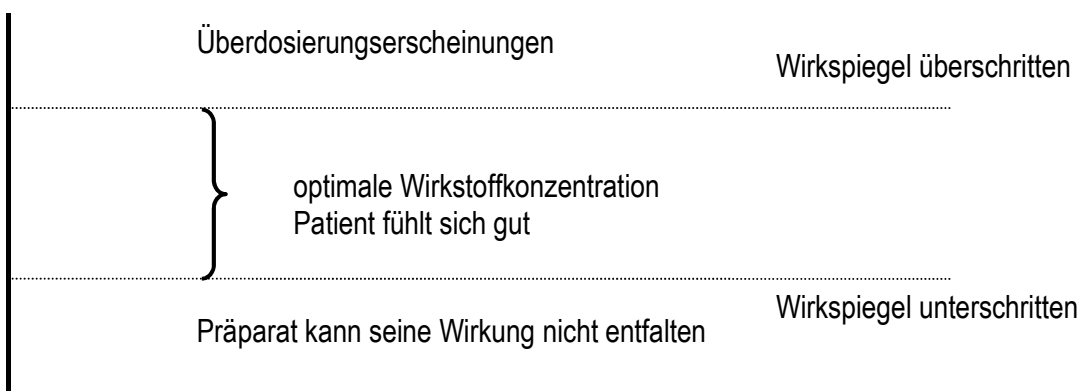 Überdosierungserscheinungen
Wirkspiegel überschritten
optimale Wirkstoffkonzentration
Patient fühlt sich gut
Wirkspiegel unterschritten
Präparat kann seine Wirkung nicht entfalten